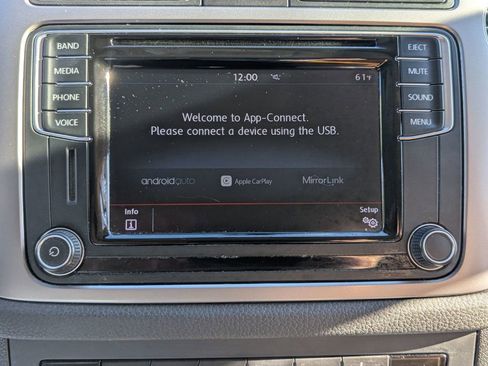 BAND
MEDIA
PHONE
VOICE
12:00
61°F
Welcome to App-Connect.
Please connect a device using the USB.
androidauto
Apple CarPlay
MirrorLink
Info
Setup
EJECT
MUTE
SOUND
MENU